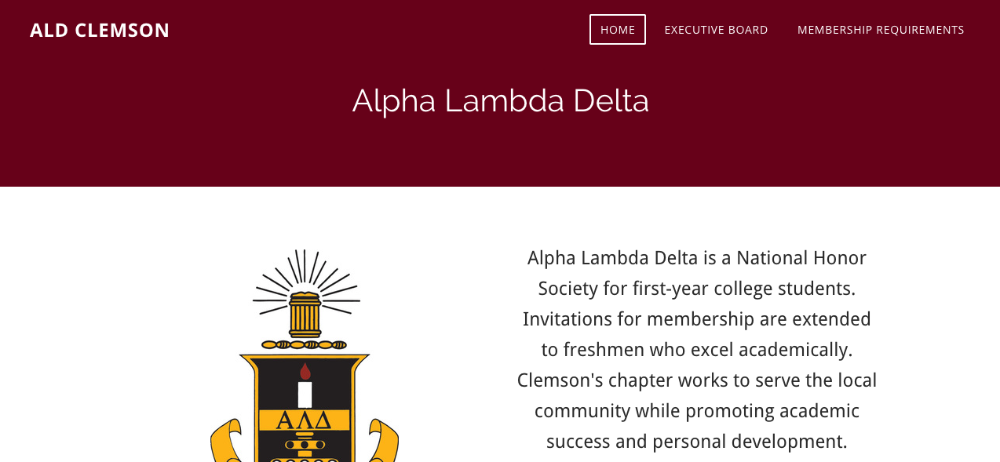 ALD CLEMSON
HOME
EXECUTIVE BOARD
MEMBERSHIP REQUIREMENTS
Alpha Lambda Delta
Alpha Lambda Delta is a National Honor
Society for first-year college students.
Invitations for membership are extended
to freshmen who excel academically.
Clemson's chapter works to serve the local
community while promoting academic
success and personal development.
ΑΛΔ